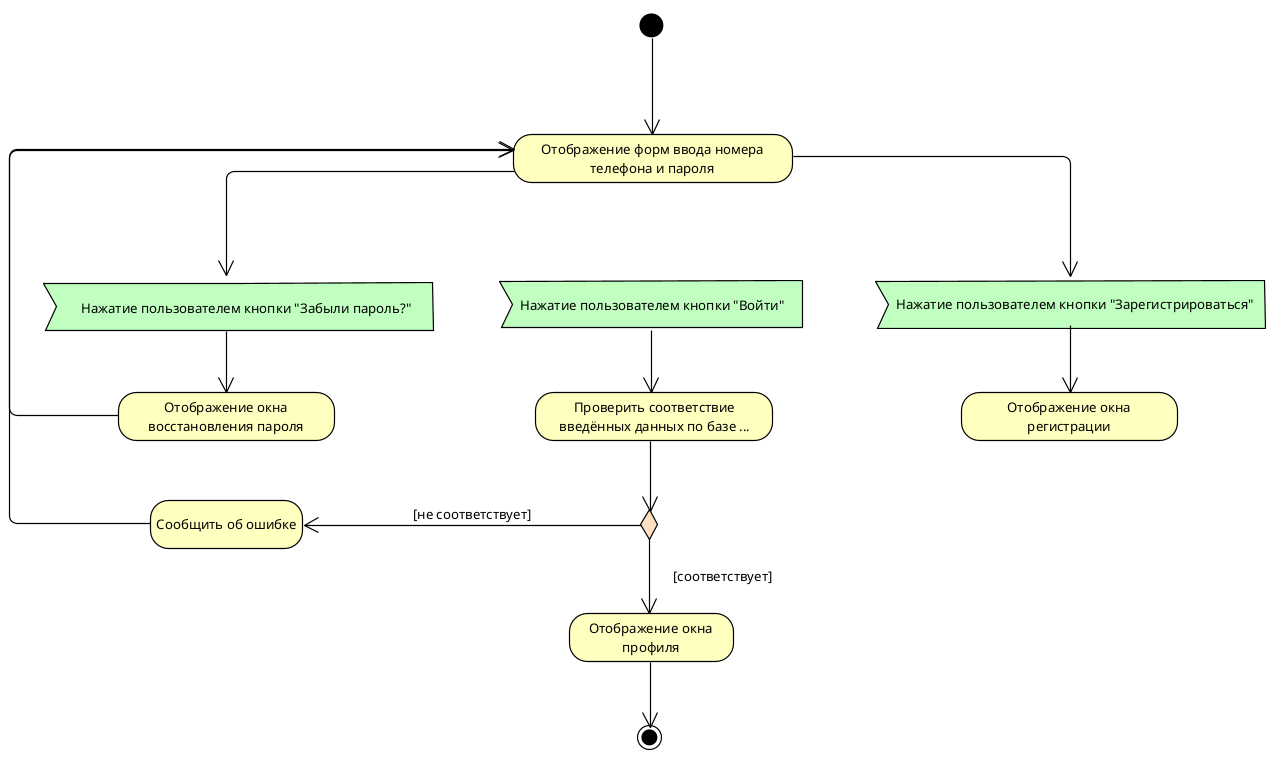 Отображение форм ввода номера
телефона и пароля
Нажатие пользователем кнопки "Забыли пароль?"
Нажатие пользователем кнопки "Войти"
Нажатие пользователем кнопки "Зарегистрироваться"
Отображение окна
восстановления пароля
Проверить соответствие
введённых данных по базе ...
Отображение окна
регистрации
Сообщить об ошибке
[не соответствует]
[соответствует]
Отображение окна
профиля